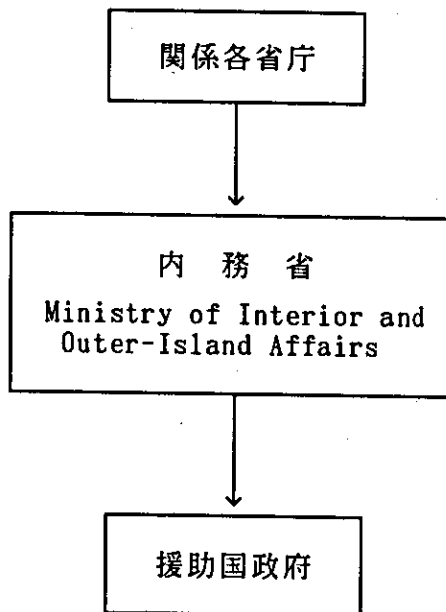 関係各省庁
内務省
Ministry of Interior and
Outer-Island Affairs
援助国政府